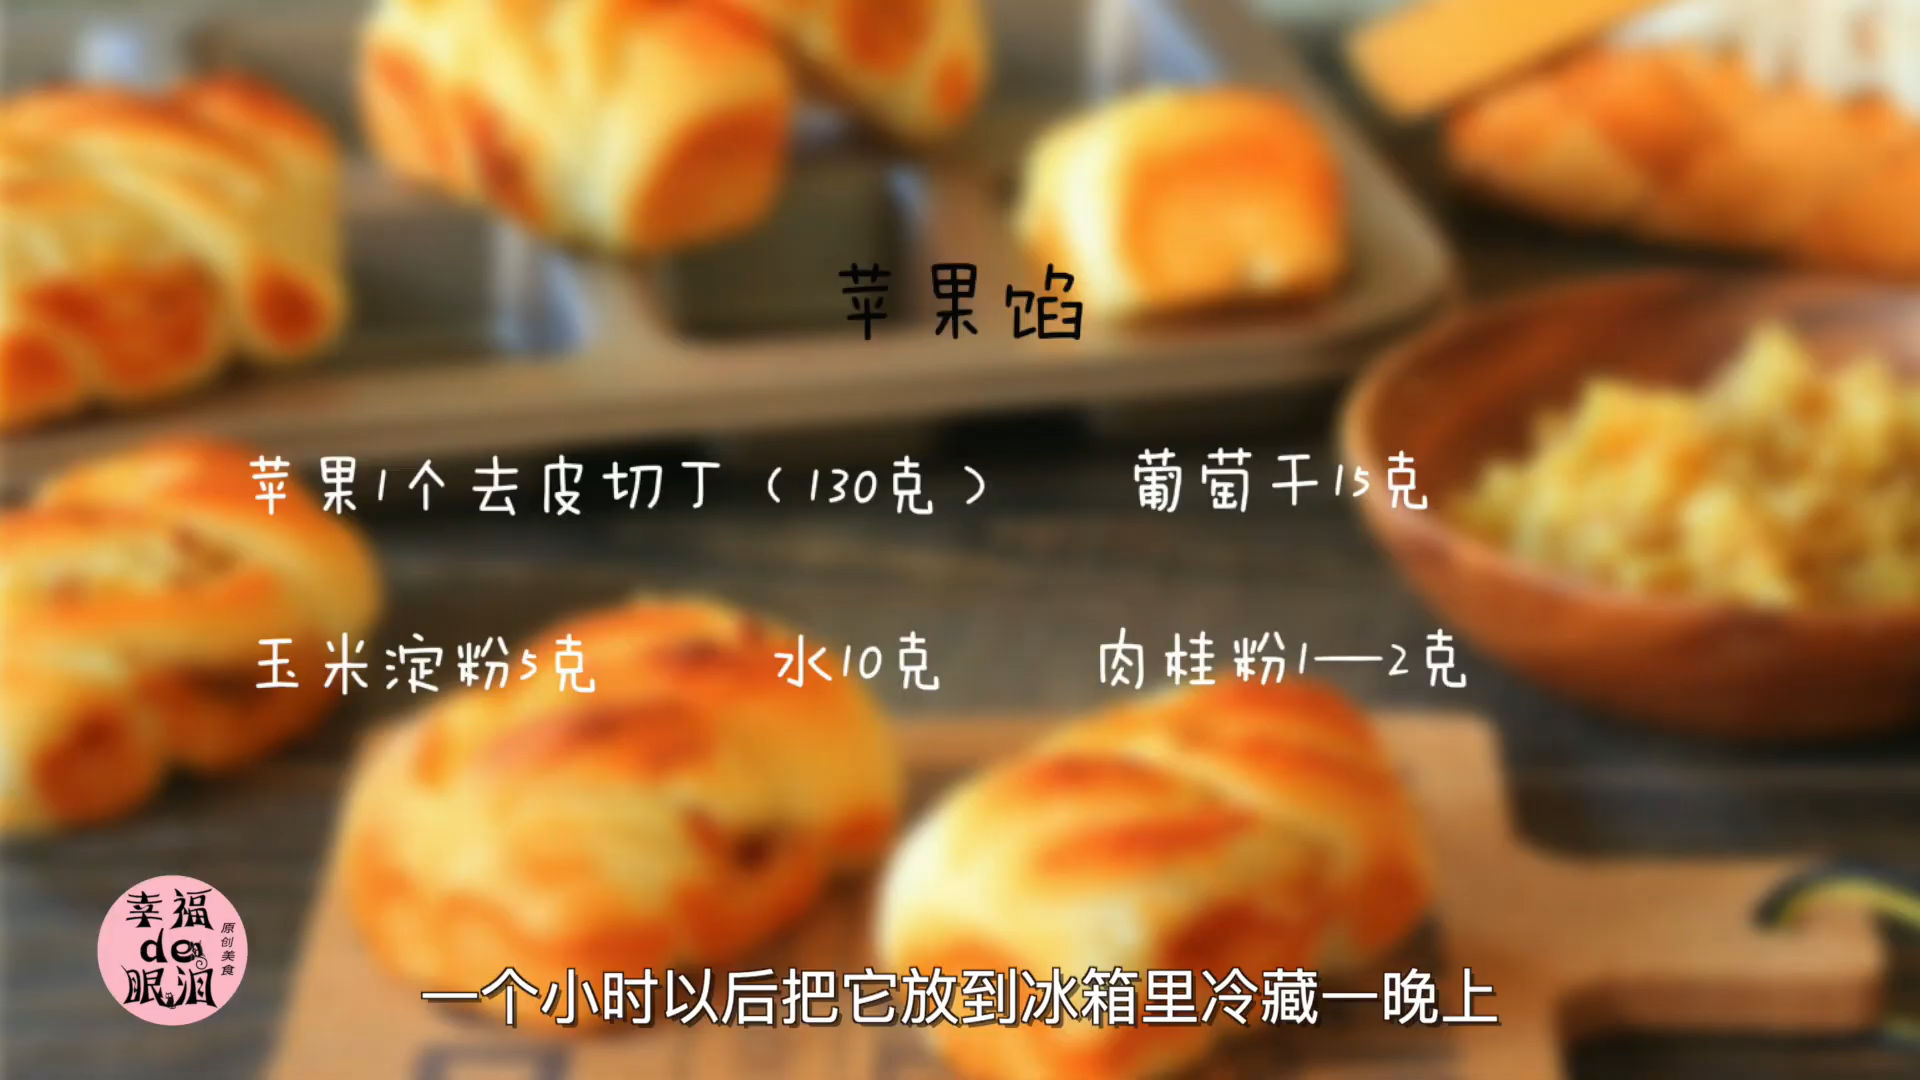 苹果馅
苹果1个去皮切丁（130克） 葡萄干15克
玉米淀粉5克 水10克 肉桂粉1—2克
幸福
de
眼泪
原创美食
一个小时以后把它放到冰箱里冷藏一晚上